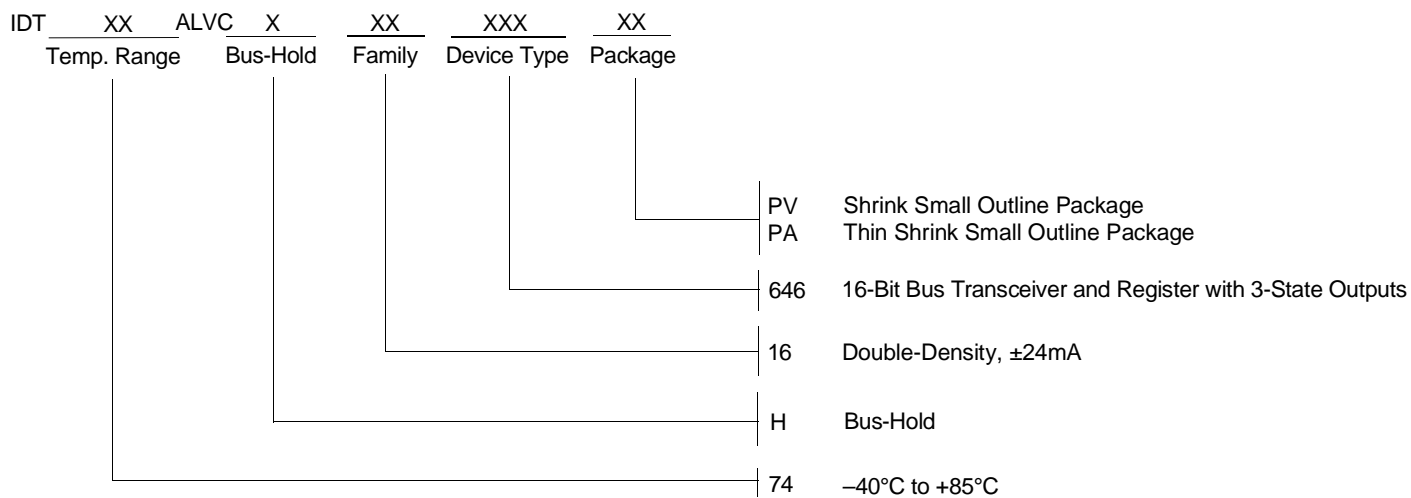 IDT XX ALVC X XX XXX XX
Temp. Range Bus-Hold Family Device Type Package
PV Shrink Small Outline Package
PA Thin Shrink Small Outline Package
646 16-Bit Bus Transceiver and Register with 3-State Outputs
16 Double-Density, ±24mA
H Bus-Hold
74 –40°C to +85°C